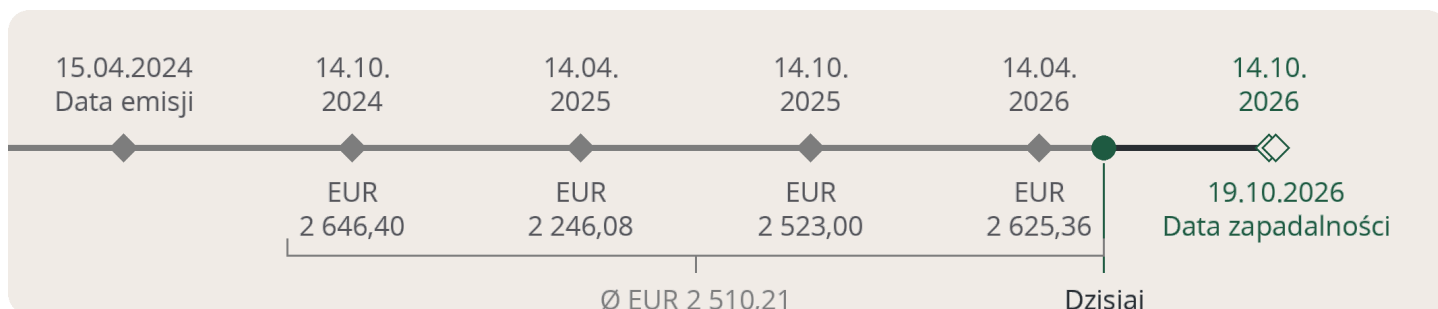 15.04.2024
Data emisji
14.10.
2024
14.04.
2025
14.10.
2025
14.04.
2026
14.10.
2026
EUR
2 646,40
EUR
2 246,08
EUR
2 523,00
EUR
2 625,36
19.10.2026
Data zapadalności
Ø EUR 2 510,21
Dzisiaj